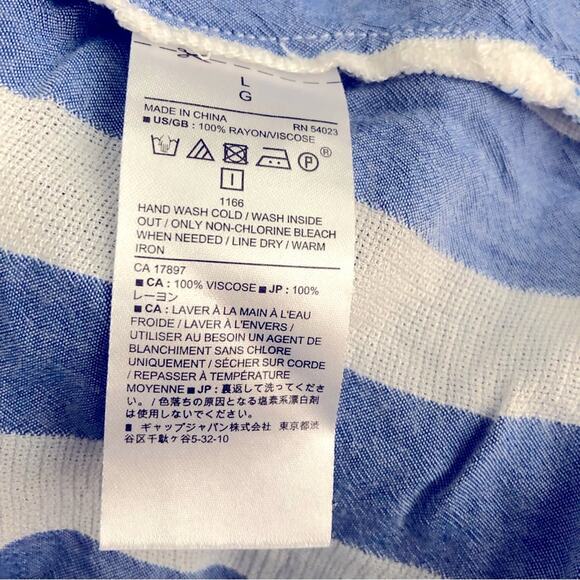 L
G
MADE IN CHINA RN 54023
■ US/GB : 100% RAYON/VISCOSE
P ®
1166
HAND WASH COLD / WASH INSIDE
OUT / ONLY NON-CHLORINE BLEACH
WHEN NEEDED / LINE DRY / WARM
IRON
CA 17897
■ CA : 100% VISCOSE ■ JP : 100%
レーヨン
■ CA : LAVER À LA MAIN À L'EAU
FROIDE / LAVER À L'ENVERS /
UTILISER AU BESOIN UN AGENT DE
BLANCHIMENT SANS CHLORE
UNIQUEMENT / SÉCHER SUR CORDE
/ REPASSER À TEMPÉRATURE
MOYENNE ■ JP : 裏返して洗ってくださ
い。 / 色落ちの原因となる塩素系漂白剤
は使用しないでください。
■ ギャップジャパン株式会社 東京都渋
谷区千駄ヶ谷5-32-10